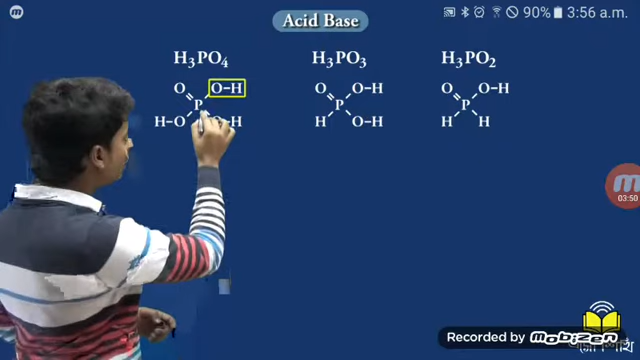 90% 3:56 a.m.
Acid Base
H₃PO₄ H₃PO₃ H₃PO₂
O O-H O O-H O O-H
P P P
H-O O-H H O-H H H
03:50
Recorded by mobizen